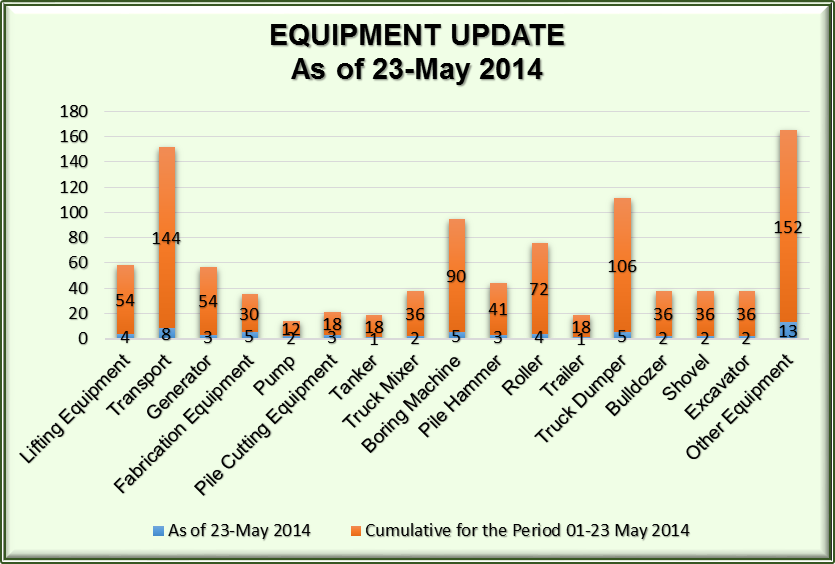 EQUIPMENT UPDATE
As of 23-May 2014
180
160
140
120
100
80
60
40
20
0
54 144 54 30 12 18 18 36 90 41 72 18 106 36 36 36 152
4 8 3 5 2 3 1 2 5 3 4 1 5 2 2 2 13
Lifting Equipment
Transport
Generator
Fabrication Equipment
Pump
Pile Cutting Equipment
Tanker
Truck Mixer
Boring Machine
Pile Hammer
Roller
Trailer
Truck Dumper
Bulldozer
Shovel
Excavator
Other Equipment
As of 23-May 2014 Cumulative for the Period 01-23 May 2014